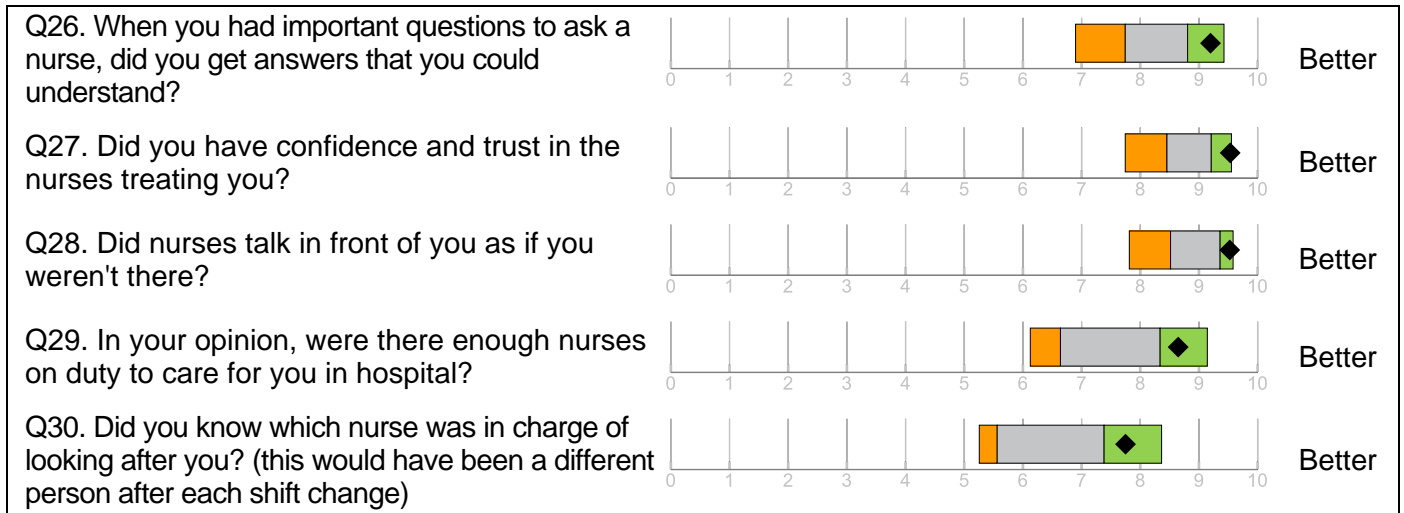 Q26. When you had important questions to ask a
nurse, did you get answers that you could
understand?
0 1 2 3 4 5 6 7 8 9 10
Better
Q27. Did you have confidence and trust in the
nurses treating you?
0 1 2 3 4 5 6 7 8 9 10
Better
Q28. Did nurses talk in front of you as if you
weren't there?
0 1 2 3 4 5 6 7 8 9 10
Better
Q29. In your opinion, were there enough nurses
on duty to care for you in hospital?
0 1 2 3 4 5 6 7 8 9 10
Better
Q30. Did you know which nurse was in charge of
looking after you? (this would have been a different
person after each shift change)
0 1 2 3 4 5 6 7 8 9 10
Better